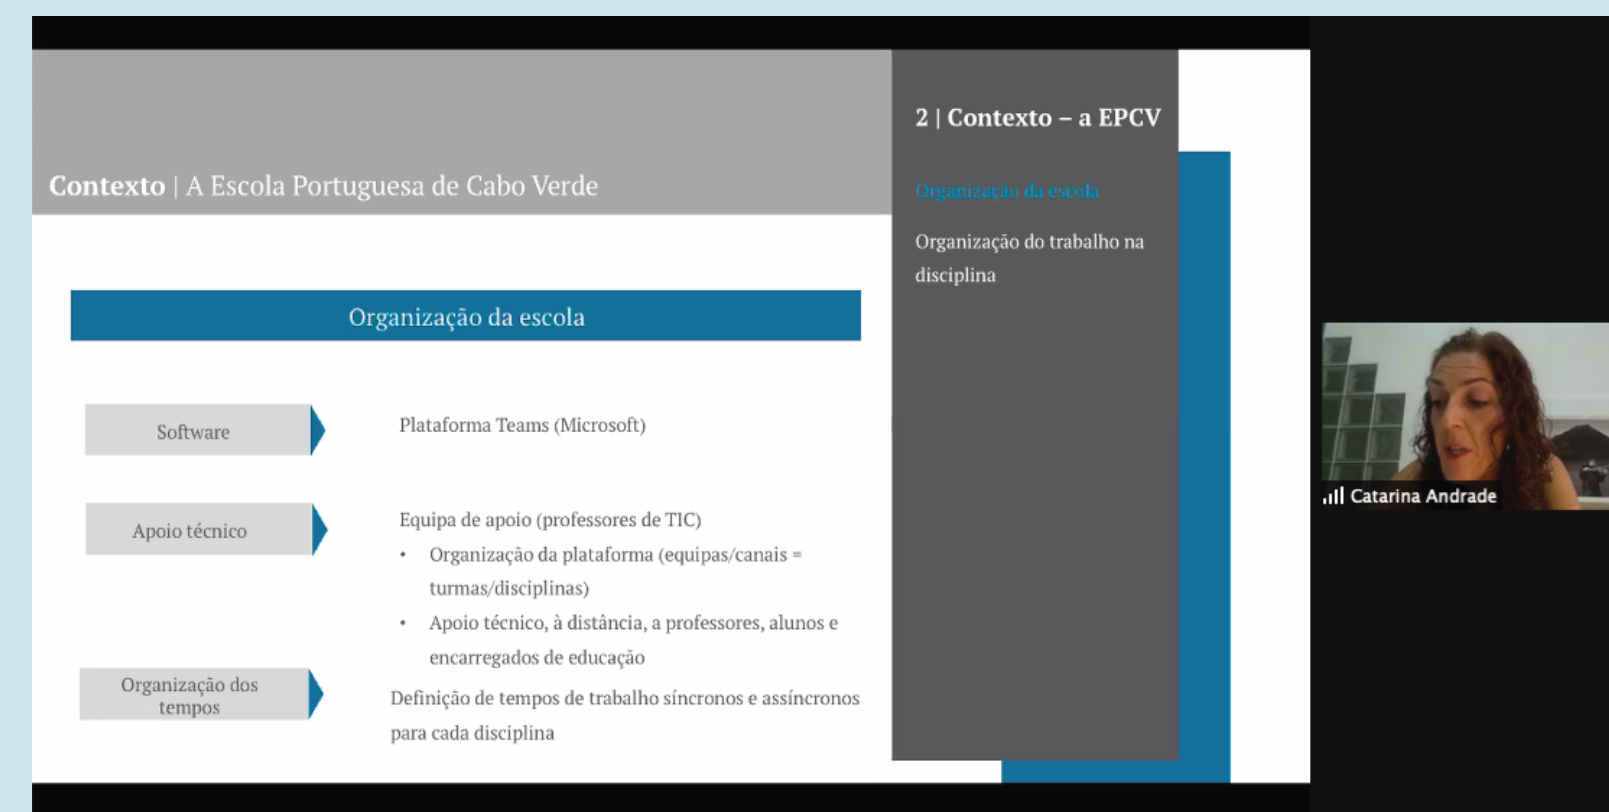 Contexto | A Escola Portuguesa de Cabo Verde
2 | Contexto – a EPCV
Organização da escola
Organização do trabalho na
disciplina
Organização da escola
Software
Plataforma Teams (Microsoft)
Apoio técnico
Equipa de apoio (professores de TIC)
• Organização da plataforma (equipas/canais =
turmas/disciplinas)
• Apoio técnico, à distância, a professores, alunos e
encarregados de educação
Organização dos
tempos
Definição de tempos de trabalho síncronos e assíncronos
para cada disciplina
Catarina Andrade